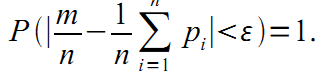 P(|m/n − 1/n ∑_{i=1}^{n} p_i|<ε)=1.